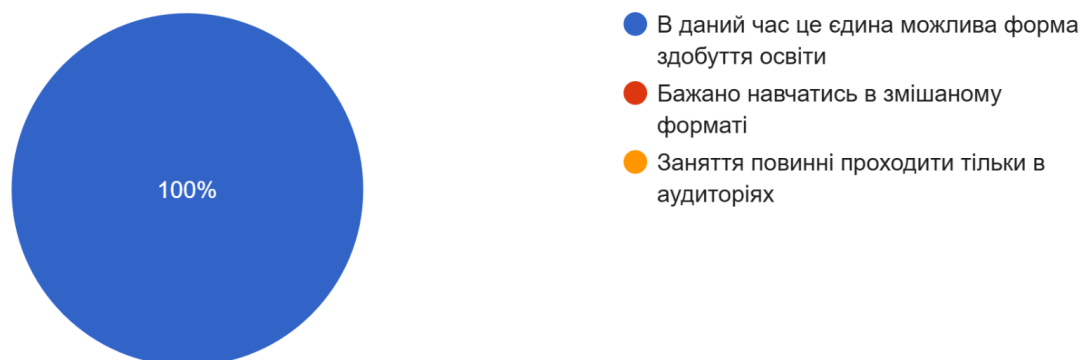 100%
В даний час це єдина можлива форма
здобуття освіти
Бажано навчатись в змішаному
форматі
Заняття повинні проходити тільки в
аудиторіях